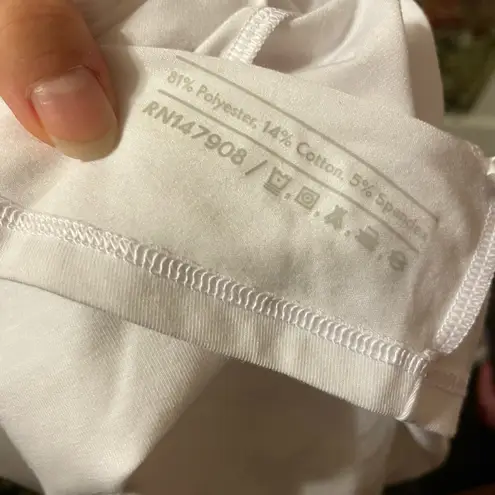 81% Polyester, 14% Cotton. 5% Spandex
RN147908 /